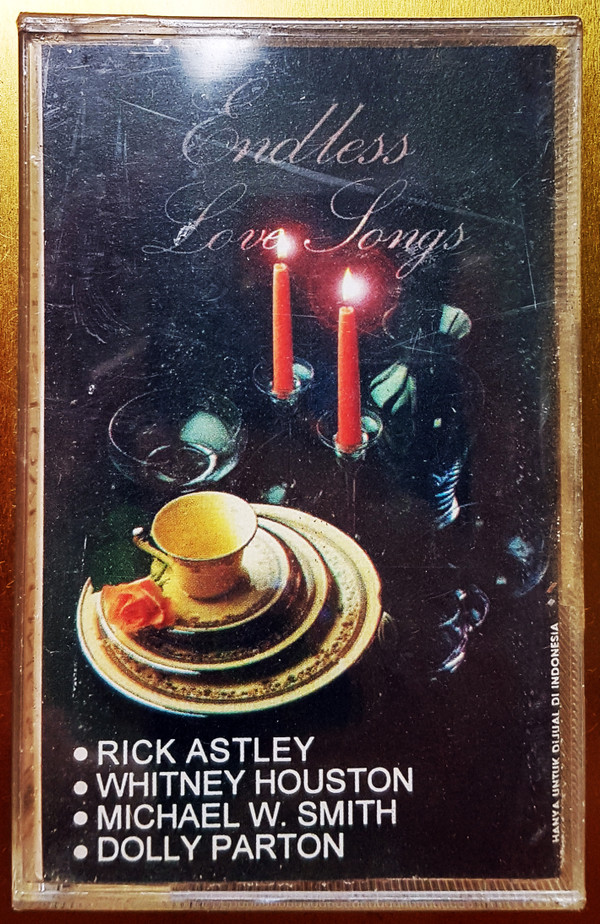 Endless
Love Songs
• RICK ASTLEY
• WHITNEY HOUSTON
• MICHAEL W. SMITH
• DOLLY PARTON
HANYA UNTUK DIJUAL DI INDONESIA